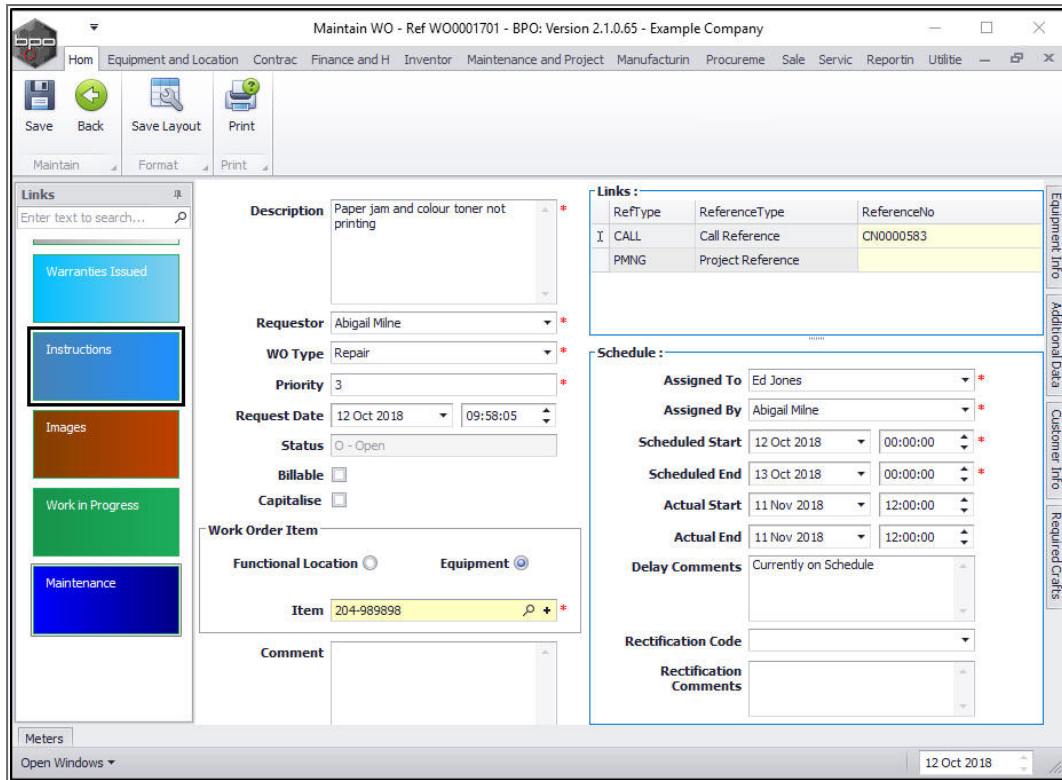 Maintain WO - Ref WO0001701 - BPO: Version 2.1.0.65 - Example Company
bpo
Hom Equipment and Location Contrac Finance and H Inventor Maintenance and Project Manufacturin Procureme Sale Servic Reportin Utilitie
Save Back Save Layout Print
Maintain Format Print
Links
Enter text to search...
Warranties Issued
Instructions
Images
Work in Progress
Maintenance
Description Paper jam and colour toner not
printing *
Requestor Abigail Milne *
WO Type Repair *
Priority 3 *
Request Date 12 Oct 2018 09:58:05
Status O - Open
Billable
Capitalise
Work Order Item
Functional Location Equipment
Item 204-989898 + *
Comment
Links :
RefType ReferenceType ReferenceNo
CALL Call Reference CN0000583
PMNG Project Reference
Schedule :
Assigned To Ed Jones *
Assigned By Abigail Milne *
Scheduled Start 12 Oct 2018 00:00:00 *
Scheduled End 13 Oct 2018 00:00:00 *
Actual Start 11 Nov 2018 12:00:00
Actual End 11 Nov 2018 12:00:00
Delay Comments Currently on Schedule
Rectification Code
Rectification
Comments
Equipment Info
Additional Data
Customer Info
Required Crafts
Meters
Open Windows 12 Oct 2018